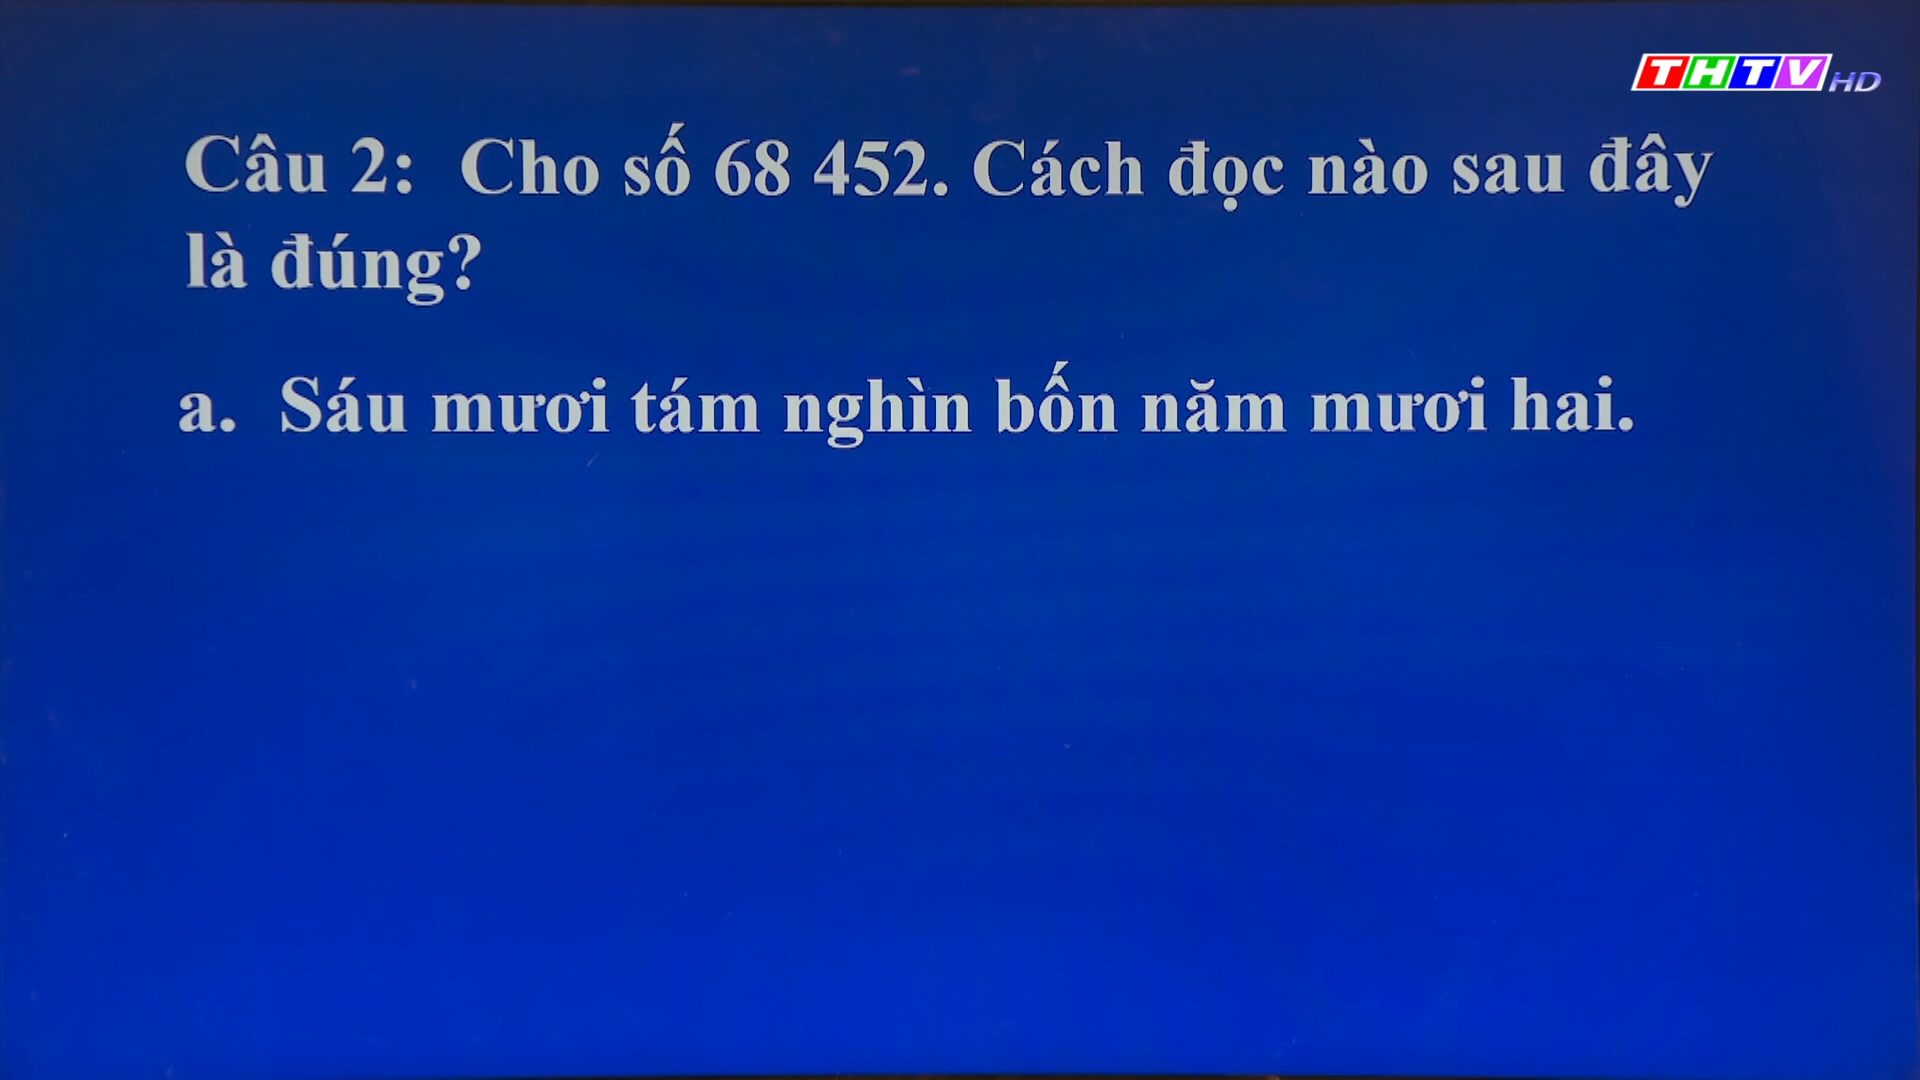 THTV HD
Câu 2: Cho số 68 452. Cách đọc nào sau đây
là đúng?
a. Sáu mươi tám nghìn bốn năm mươi hai.